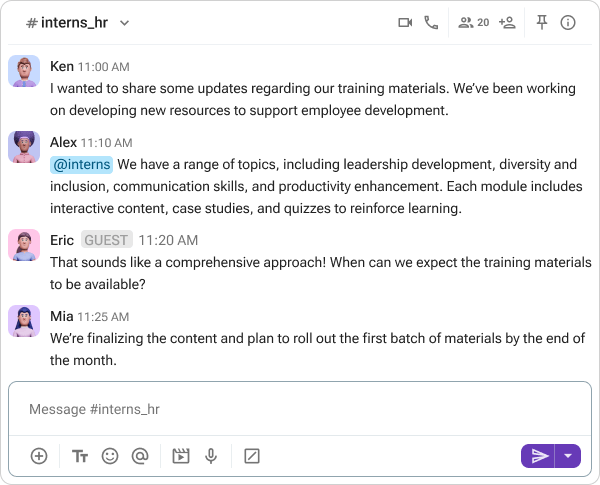 # interns_hr
20
Ken 11:00 AM
I wanted to share some updates regarding our training materials. We’ve been working
on developing new resources to support employee development.
Alex 11:10 AM
@interns We have a range of topics, including leadership development, diversity and
inclusion, communication skills, and productivity enhancement. Each module includes
interactive content, case studies, and quizzes to reinforce learning.
Eric GUEST 11:20 AM
That sounds like a comprehensive approach! When can we expect the training materials
to be available?
Mia 11:25 AM
We’re finalizing the content and plan to roll out the first batch of materials by the end of
the month.
Message #interns_hr